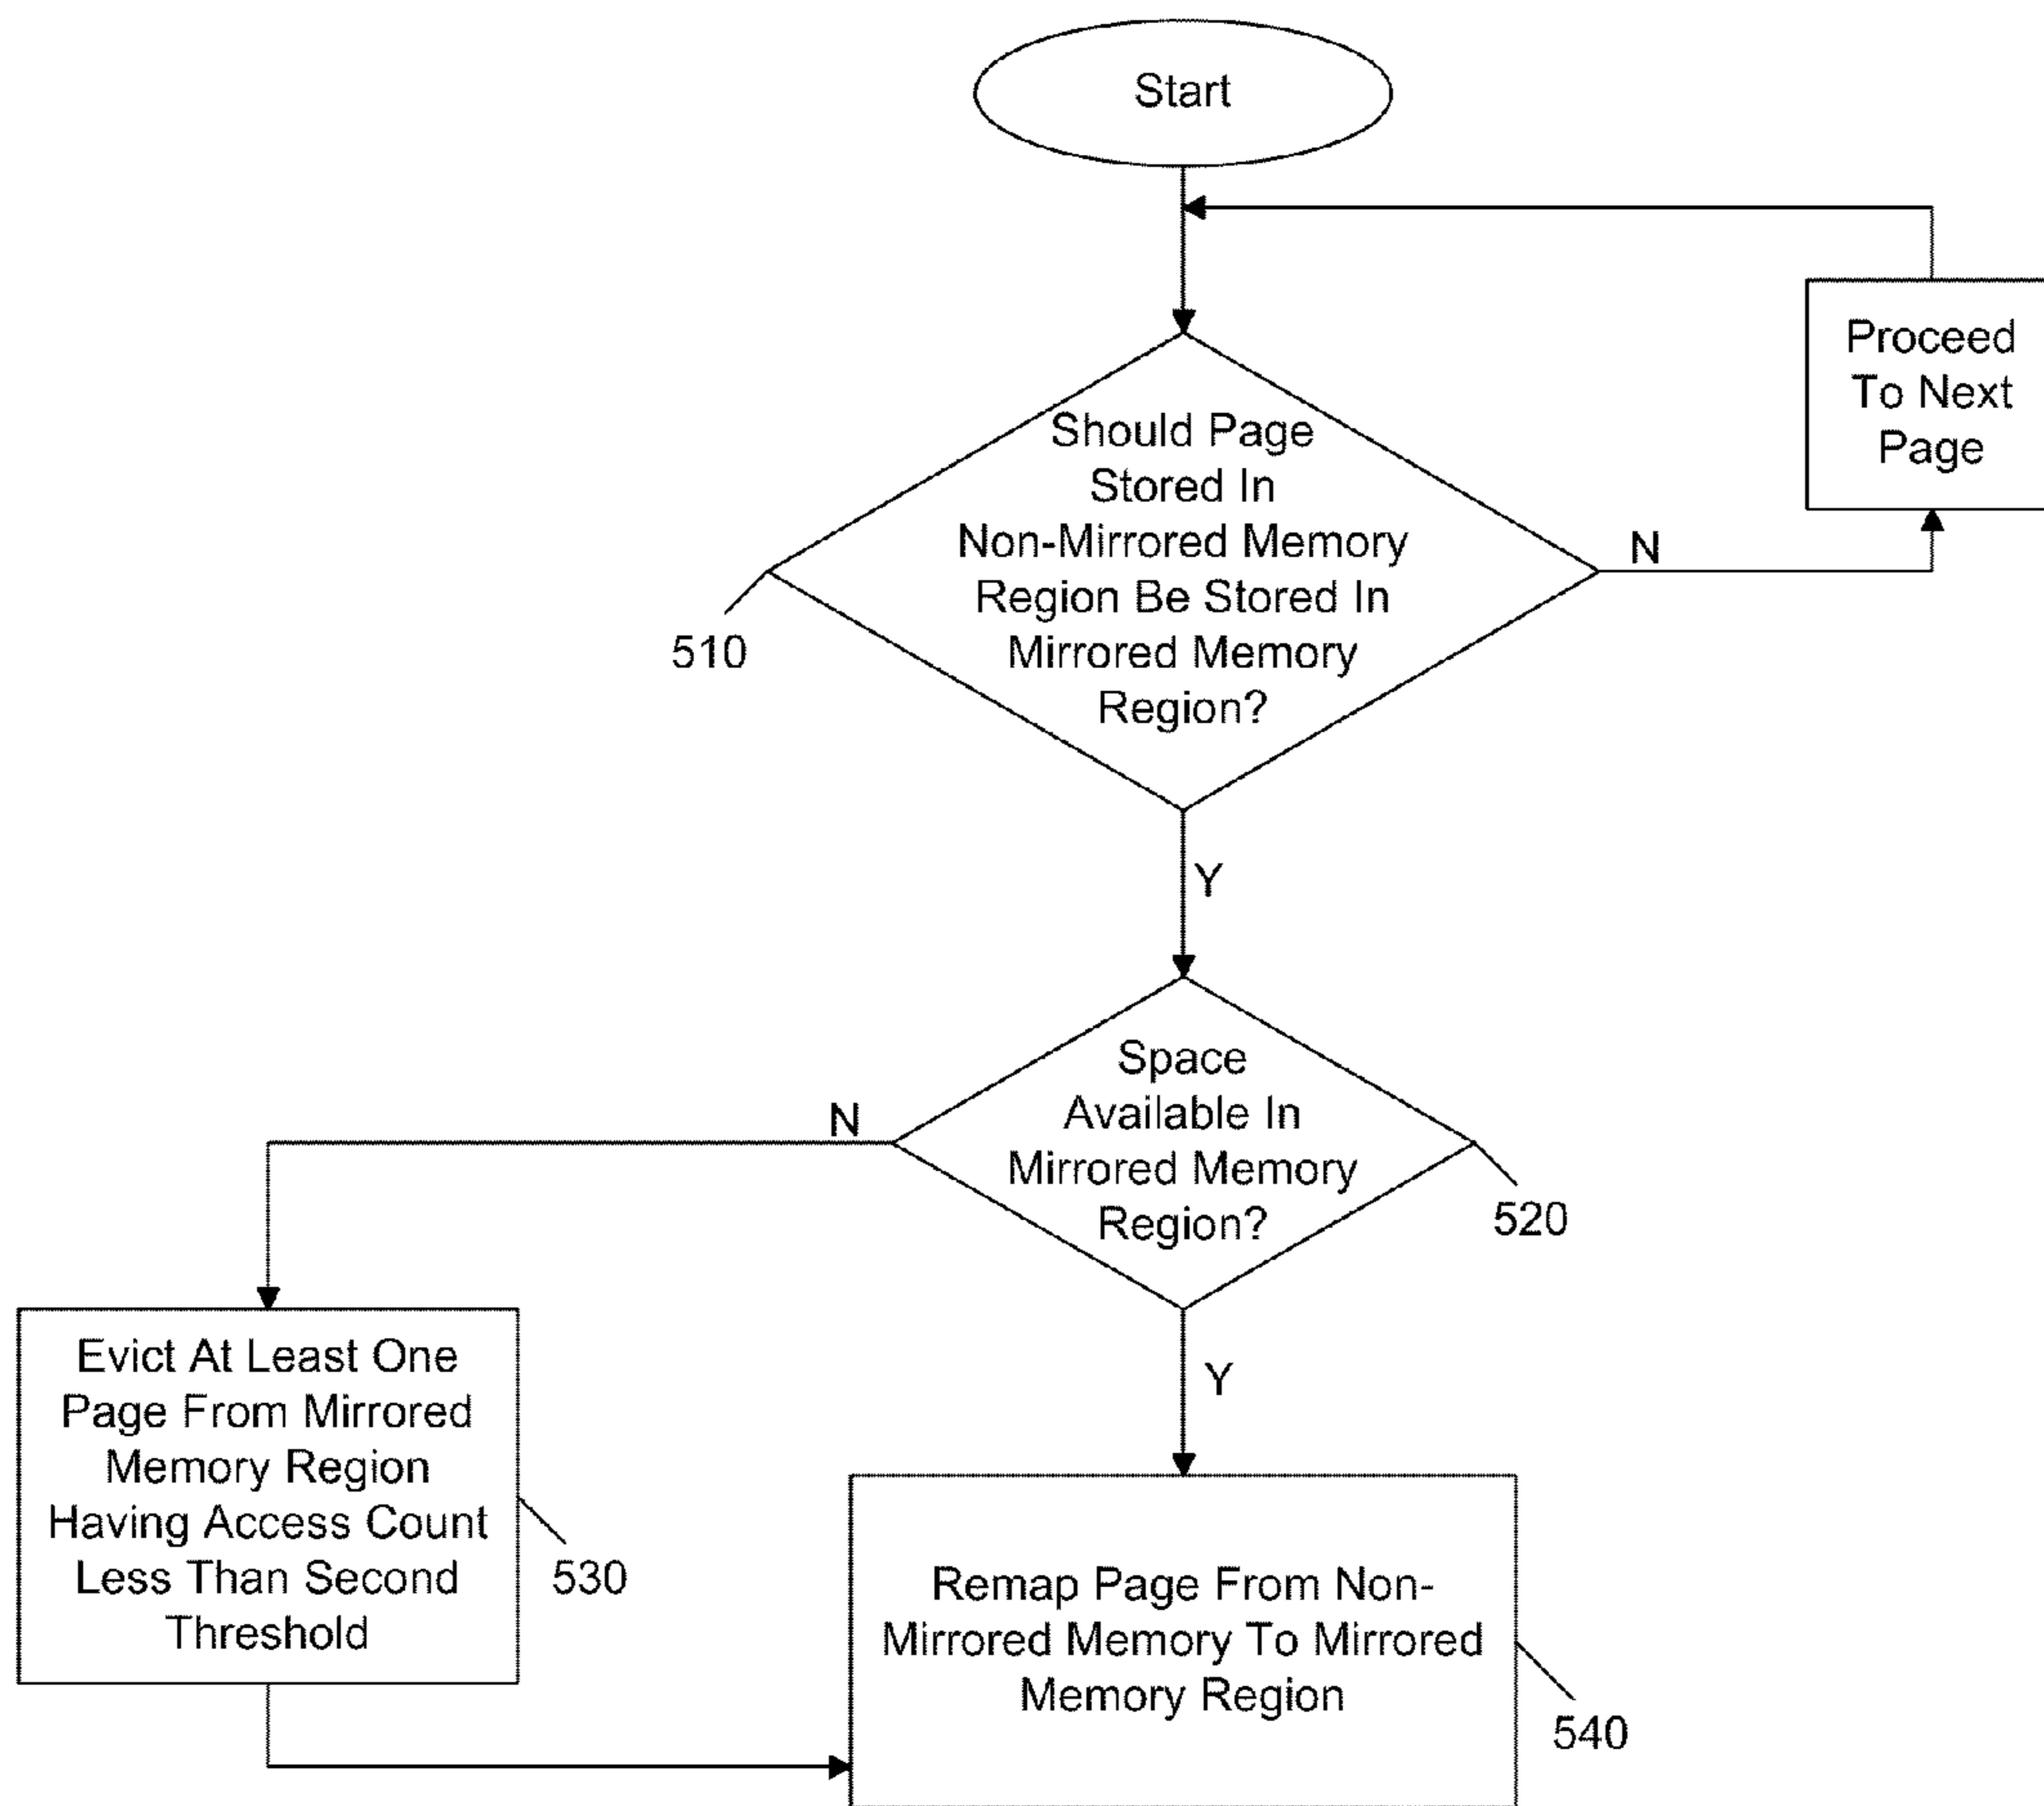 Start
Proceed
To Next
Page
Should Page
Stored In
Non-Mirrored Memory
Region Be Stored In
Mirrored Memory
Region?
N
510
Y
Space
Available In
Mirrored Memory
Region?
N
520
Evict At Least One
Page From Mirrored
Memory Region
Having Access Count
Less Than Second
Threshold
530
Y
Remap Page From Non-
Mirrored Memory To Mirrored
Memory Region
540